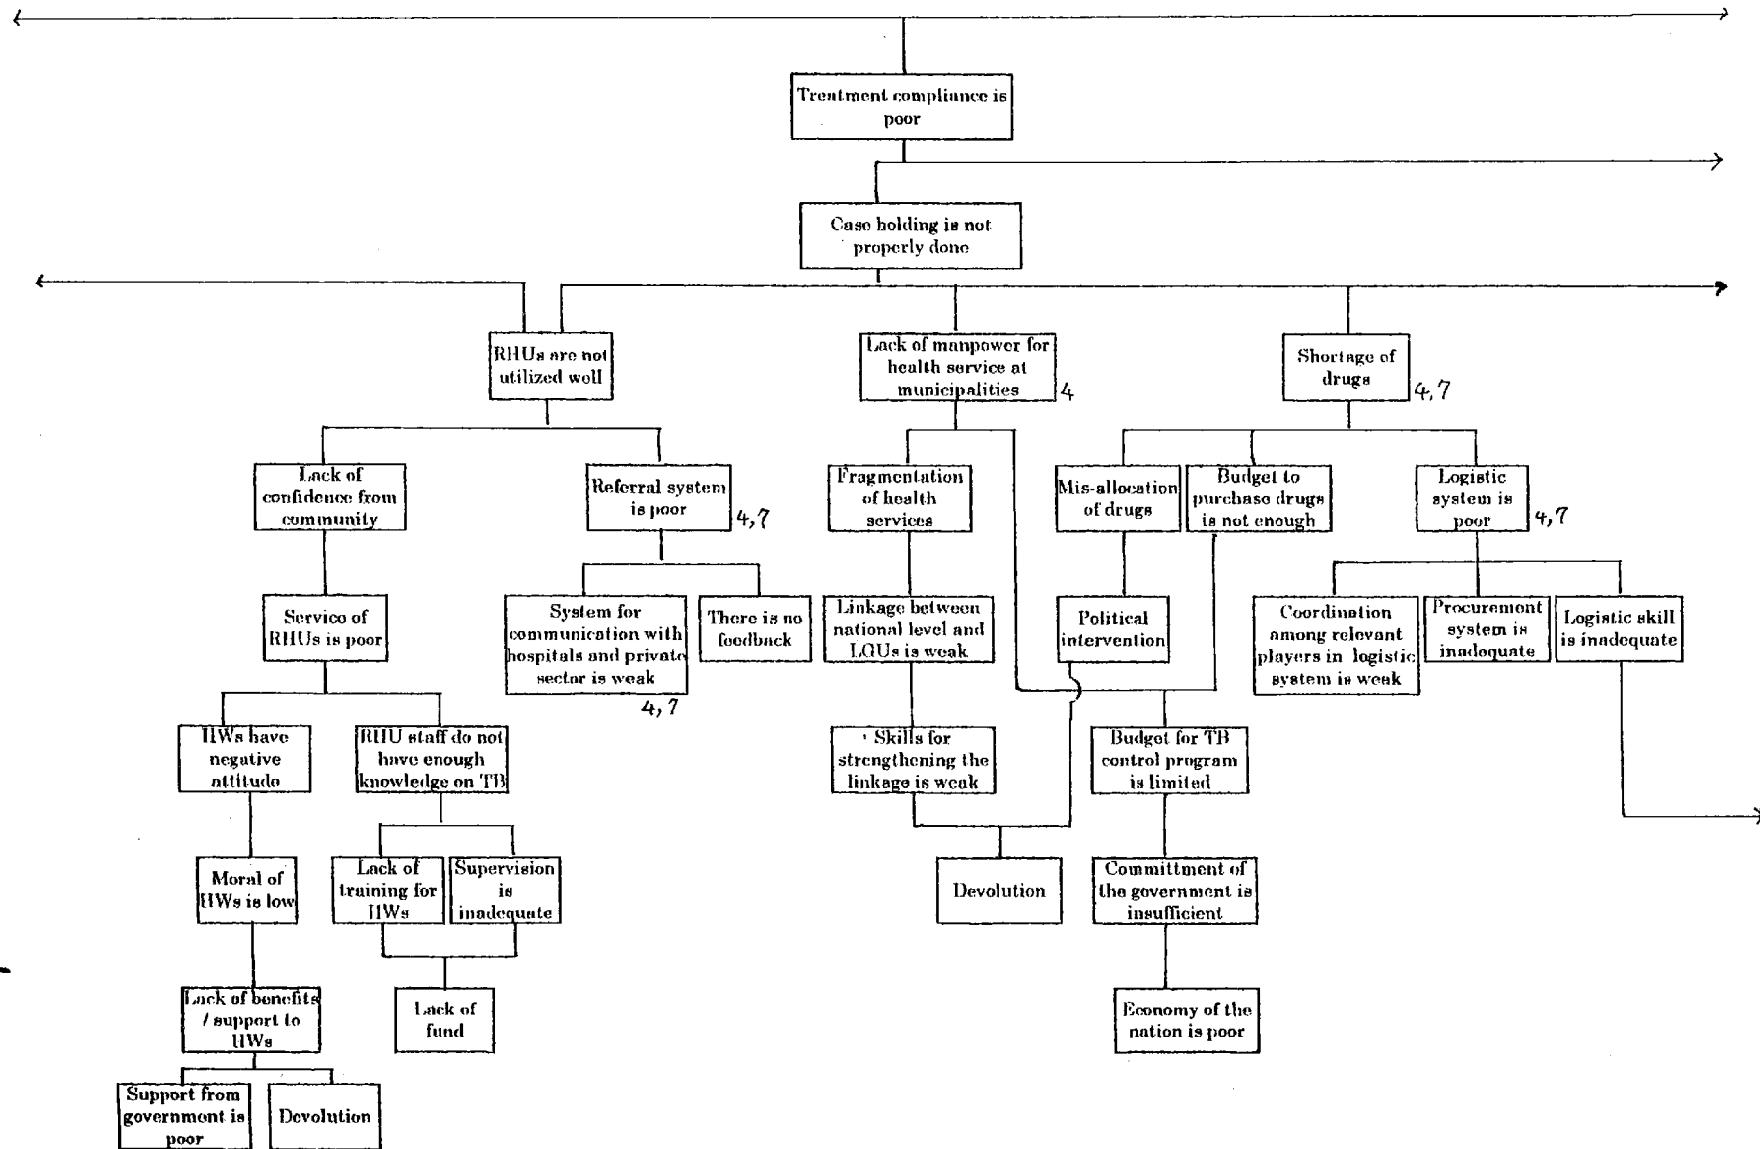 Treatment compliance is
poor
Case holding is not
properly done
RHUs are not
utilized well
Lack of manpower for
health service at
municipalities
4
Shortage of
drugs
4,7
Lack of
confidence from
community
Referral system
is poor
4,7
Fragmentation
of health
services
Mis-allocation
of drugs
Budget to
purchase drugs
is not enough
Logistic
system is
poor
4,7
Service of
RHUs is poor
System for
communication with
hospitals and private
sector is weak
4,7
There is no
feedback
Linkage between
national level and
LGUs is weak
Political
intervention
Coordination
among relevant
players in logistic
system is weak
Procurement
system is
inadequate
Logistic skill
is inadequate
HWs have
negative
attitude
RHU staff do not
have enough
knowledge on TB
Skills for
strengthening the
linkage is weak
Budget for TB
control program
is limited
Moral of
HWs is low
Lack of
training for
HWs
Supervision
is
inadequate
Devolution
Committment of
the government is
insufficient
Lack of benefits
/ support to
HWs
Lack of
fund
Economy of the
nation is poor
Support from
government is
poor
Devolution